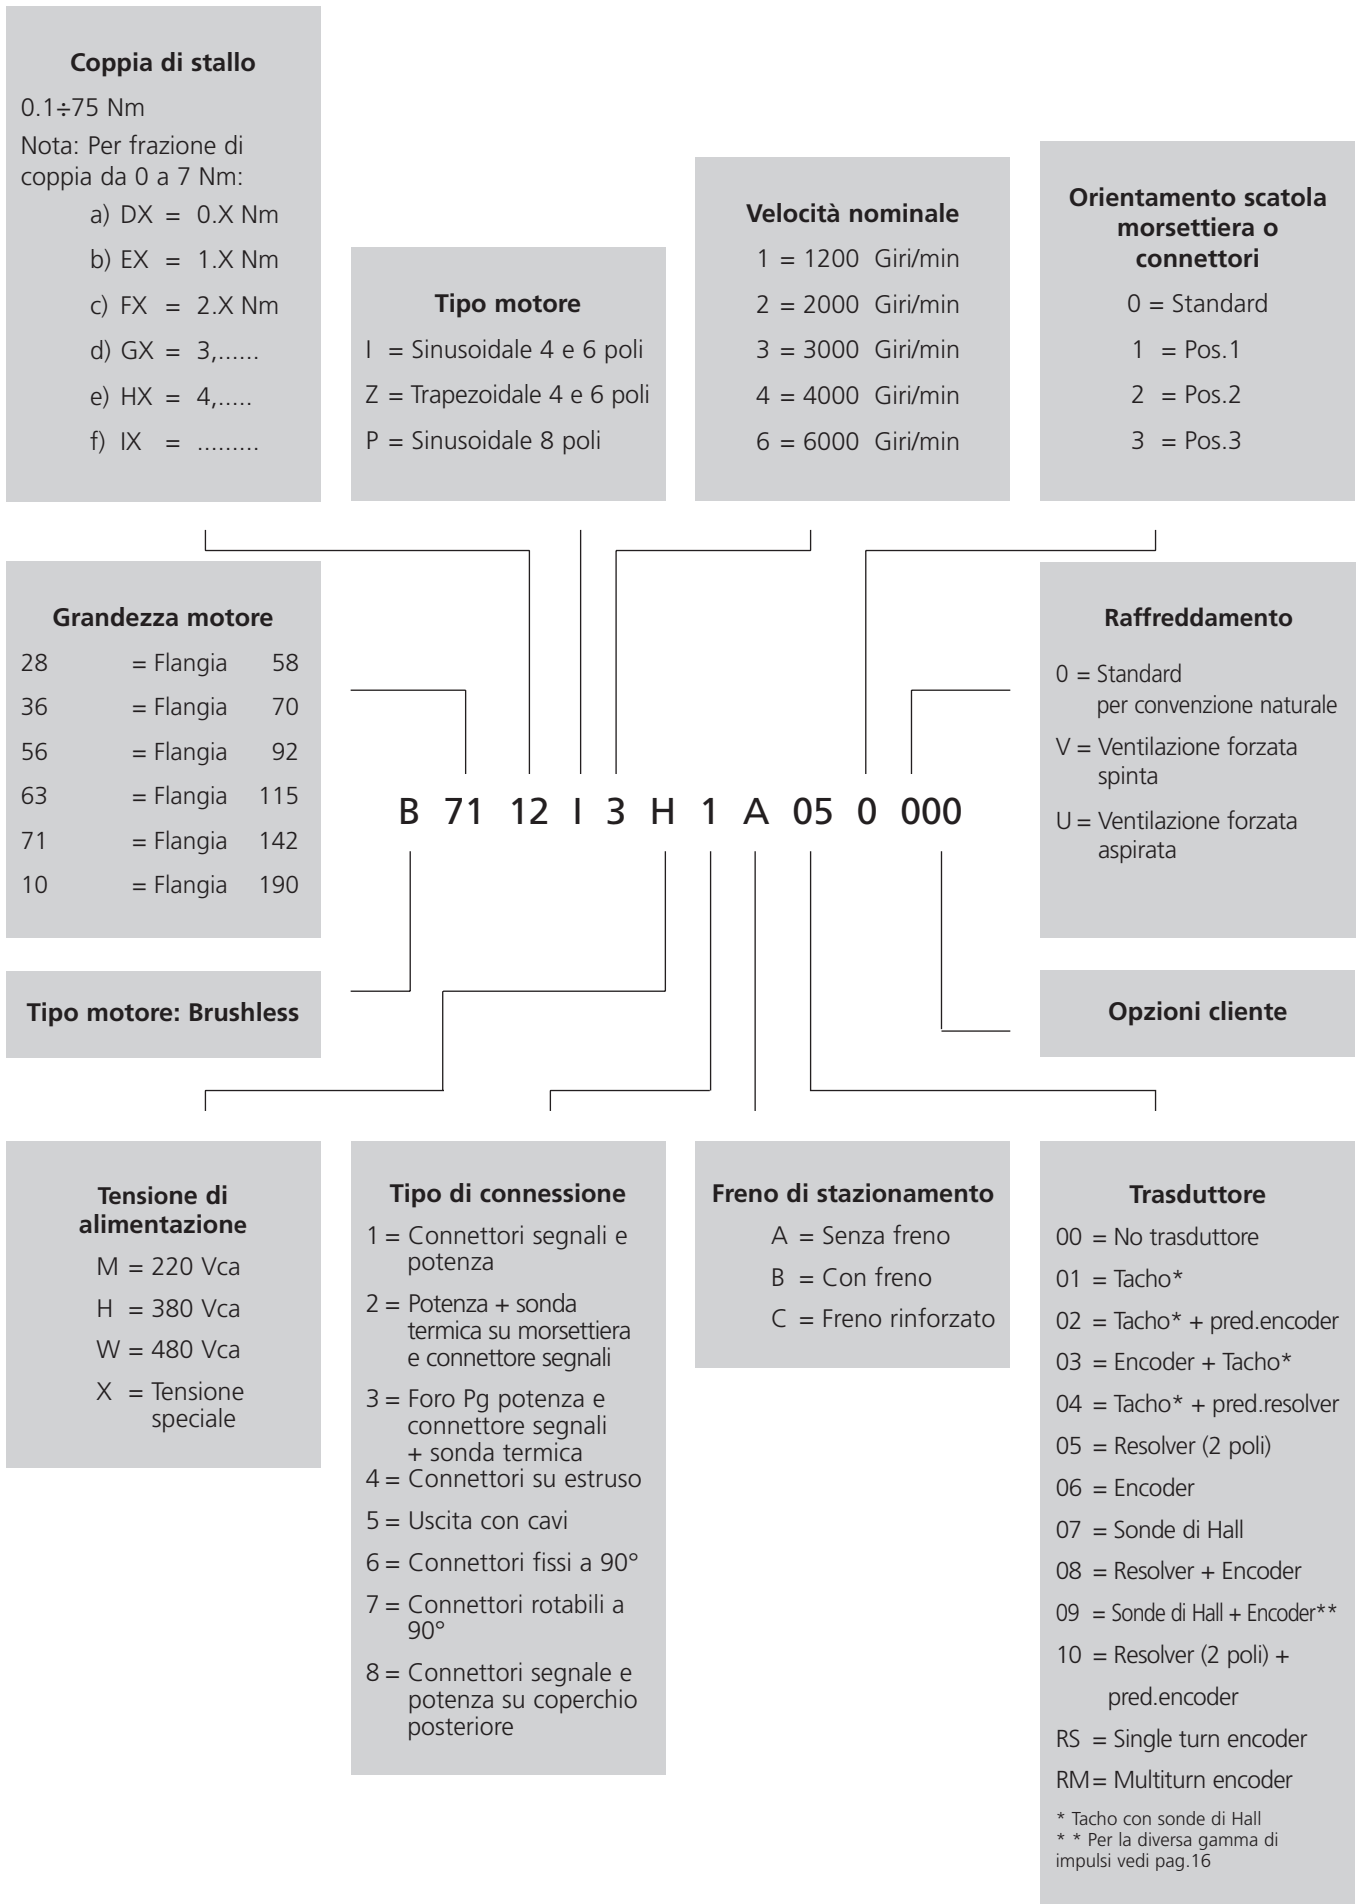 Coppia di stallo
0.1÷75 Nm
Nota: Per frazione di
coppia da 0 a 7 Nm:
a) DX = 0.X Nm
b) EX = 1.X Nm
c) FX = 2.X Nm
d) GX = 3,......
e) HX = 4,.....
f) IX = .........
Tipo motore
I = Sinusoidale 4 e 6 poli
Z = Trapezoidale 4 e 6 poli
P = Sinusoidale 8 poli
Velocità nominale
1 = 1200 Giri/min
2 = 2000 Giri/min
3 = 3000 Giri/min
4 = 4000 Giri/min
6 = 6000 Giri/min
Orientamento scatola
morsettiera o
connettori
0 = Standard
1 = Pos.1
2 = Pos.2
3 = Pos.3
Grandezza motore
28 = Flangia 58
36 = Flangia 70
56 = Flangia 92
63 = Flangia 115
71 = Flangia 142
10 = Flangia 190
Raffreddamento
0 = Standard
per convenzione naturale
V = Ventilazione forzata
spinta
U = Ventilazione forzata
aspirata
B 71 12 I 3 H 1 A 05 0 000
Tipo motore: Brushless
Opzioni cliente
Tensione di
alimentazione
M = 220 Vca
H = 380 Vca
W = 480 Vca
X = Tensione
speciale
Tipo di connessione
1 = Connettori segnali e
potenza
2 = Potenza + sonda
termica su morsettiera
e connettore segnali
3 = Foro Pg potenza e
connettore segnali
+ sonda termica
4 = Connettori su estruso
5 = Uscita con cavi
6 = Connettori fissi a 90°
7 = Connettori rotabili a
90°
8 = Connettori segnale e
potenza su coperchio
posteriore
Freno di stazionamento
A = Senza freno
B = Con freno
C = Freno rinforzato
Trasduttore
00 = No trasduttore
01 = Tacho*
02 = Tacho* + pred.encoder
03 = Encoder + Tacho*
04 = Tacho* + pred.resolver
05 = Resolver (2 poli)
06 = Encoder
07 = Sonde di Hall
08 = Resolver + Encoder
09 = Sonde di Hall + Encoder**
10 = Resolver (2 poli) +
pred.encoder
RS = Single turn encoder
RM= Multiturn encoder
* Tacho con sonde di Hall
* * Per la diversa gamma di
impulsi vedi pag.16